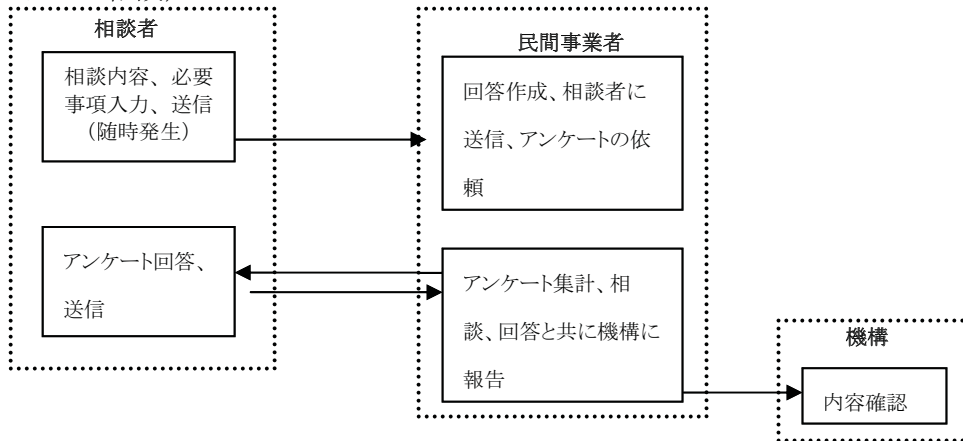 相談者
相談内容、必要
事項入力、送信
（随時発生）
アンケート回答、
送信
民間事業者
回答作成、相談者に
送信、アンケートの依
頼
アンケート集計、相
談、回答と共に機構に
報告
機構
内容確認